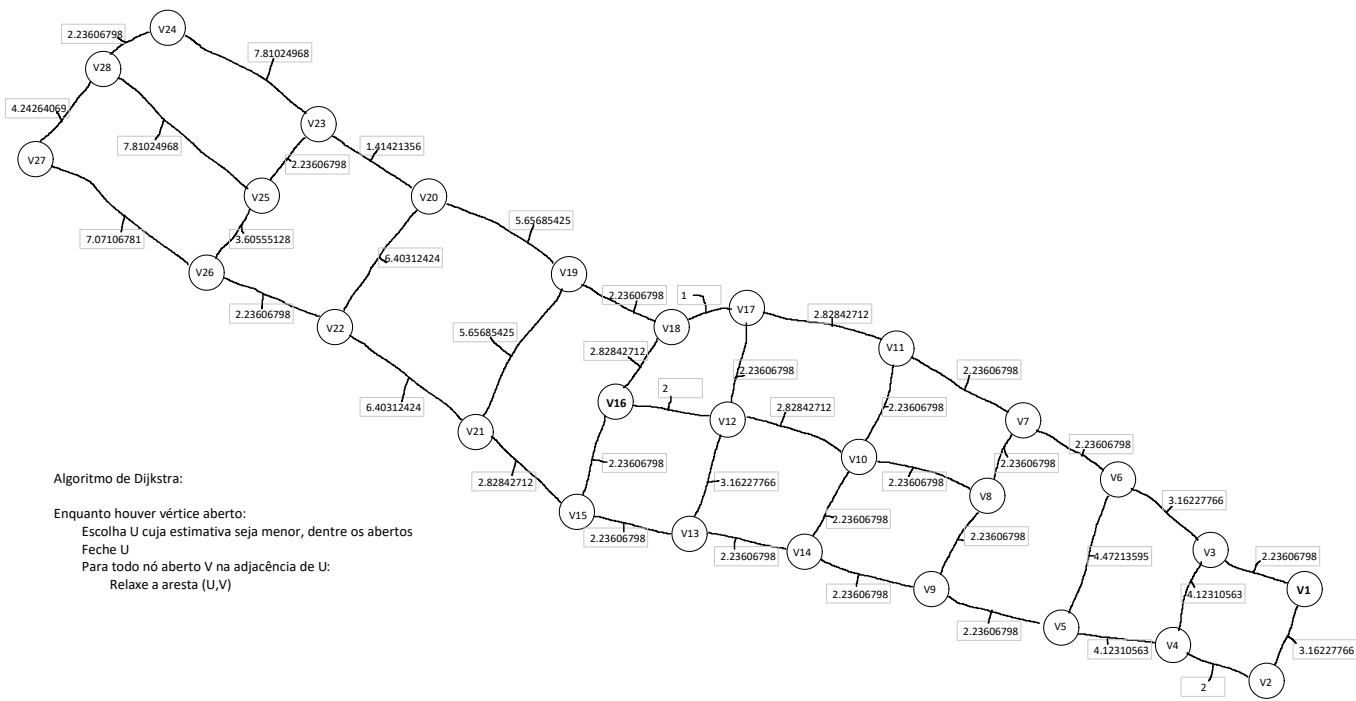 V24
2.23606798
7.81024968
V28
4.24264069
V23
7.81024968
1.41421356
2.23606798
V27
V25
V20
5.65685425
7.07106781
3.60555128
6.40312424
V26
V19
2.23606798
1
V17
2.23606798
V22
V18
2.82842712
5.65685425
V11
2.82842712
2.23606798
2.23606798
2
V16
2.82842712
2.23606798
6.40312424
V12
V7
V21
2.23606798
V10
2.23606798
2.23606798
2.82842712
3.16227766
2.23606798
V6
V8
3.16227766
V15
2.23606798
2.23606798
V13
2.23606798
2.23606798
V14
V3
2.23606798
4.47213595
V9
V1
2.23606798
4.12310563
2.23606798
V5
V4
4.12310563
3.16227766
2
V2
Algoritmo de Dijkstra:
Enquanto houver vértice aberto:
Escolha U cuja estimativa seja menor, dentre os abertos
Feche U
Para todo nó aberto V na adjacência de U:
Relaxe a aresta (U,V)